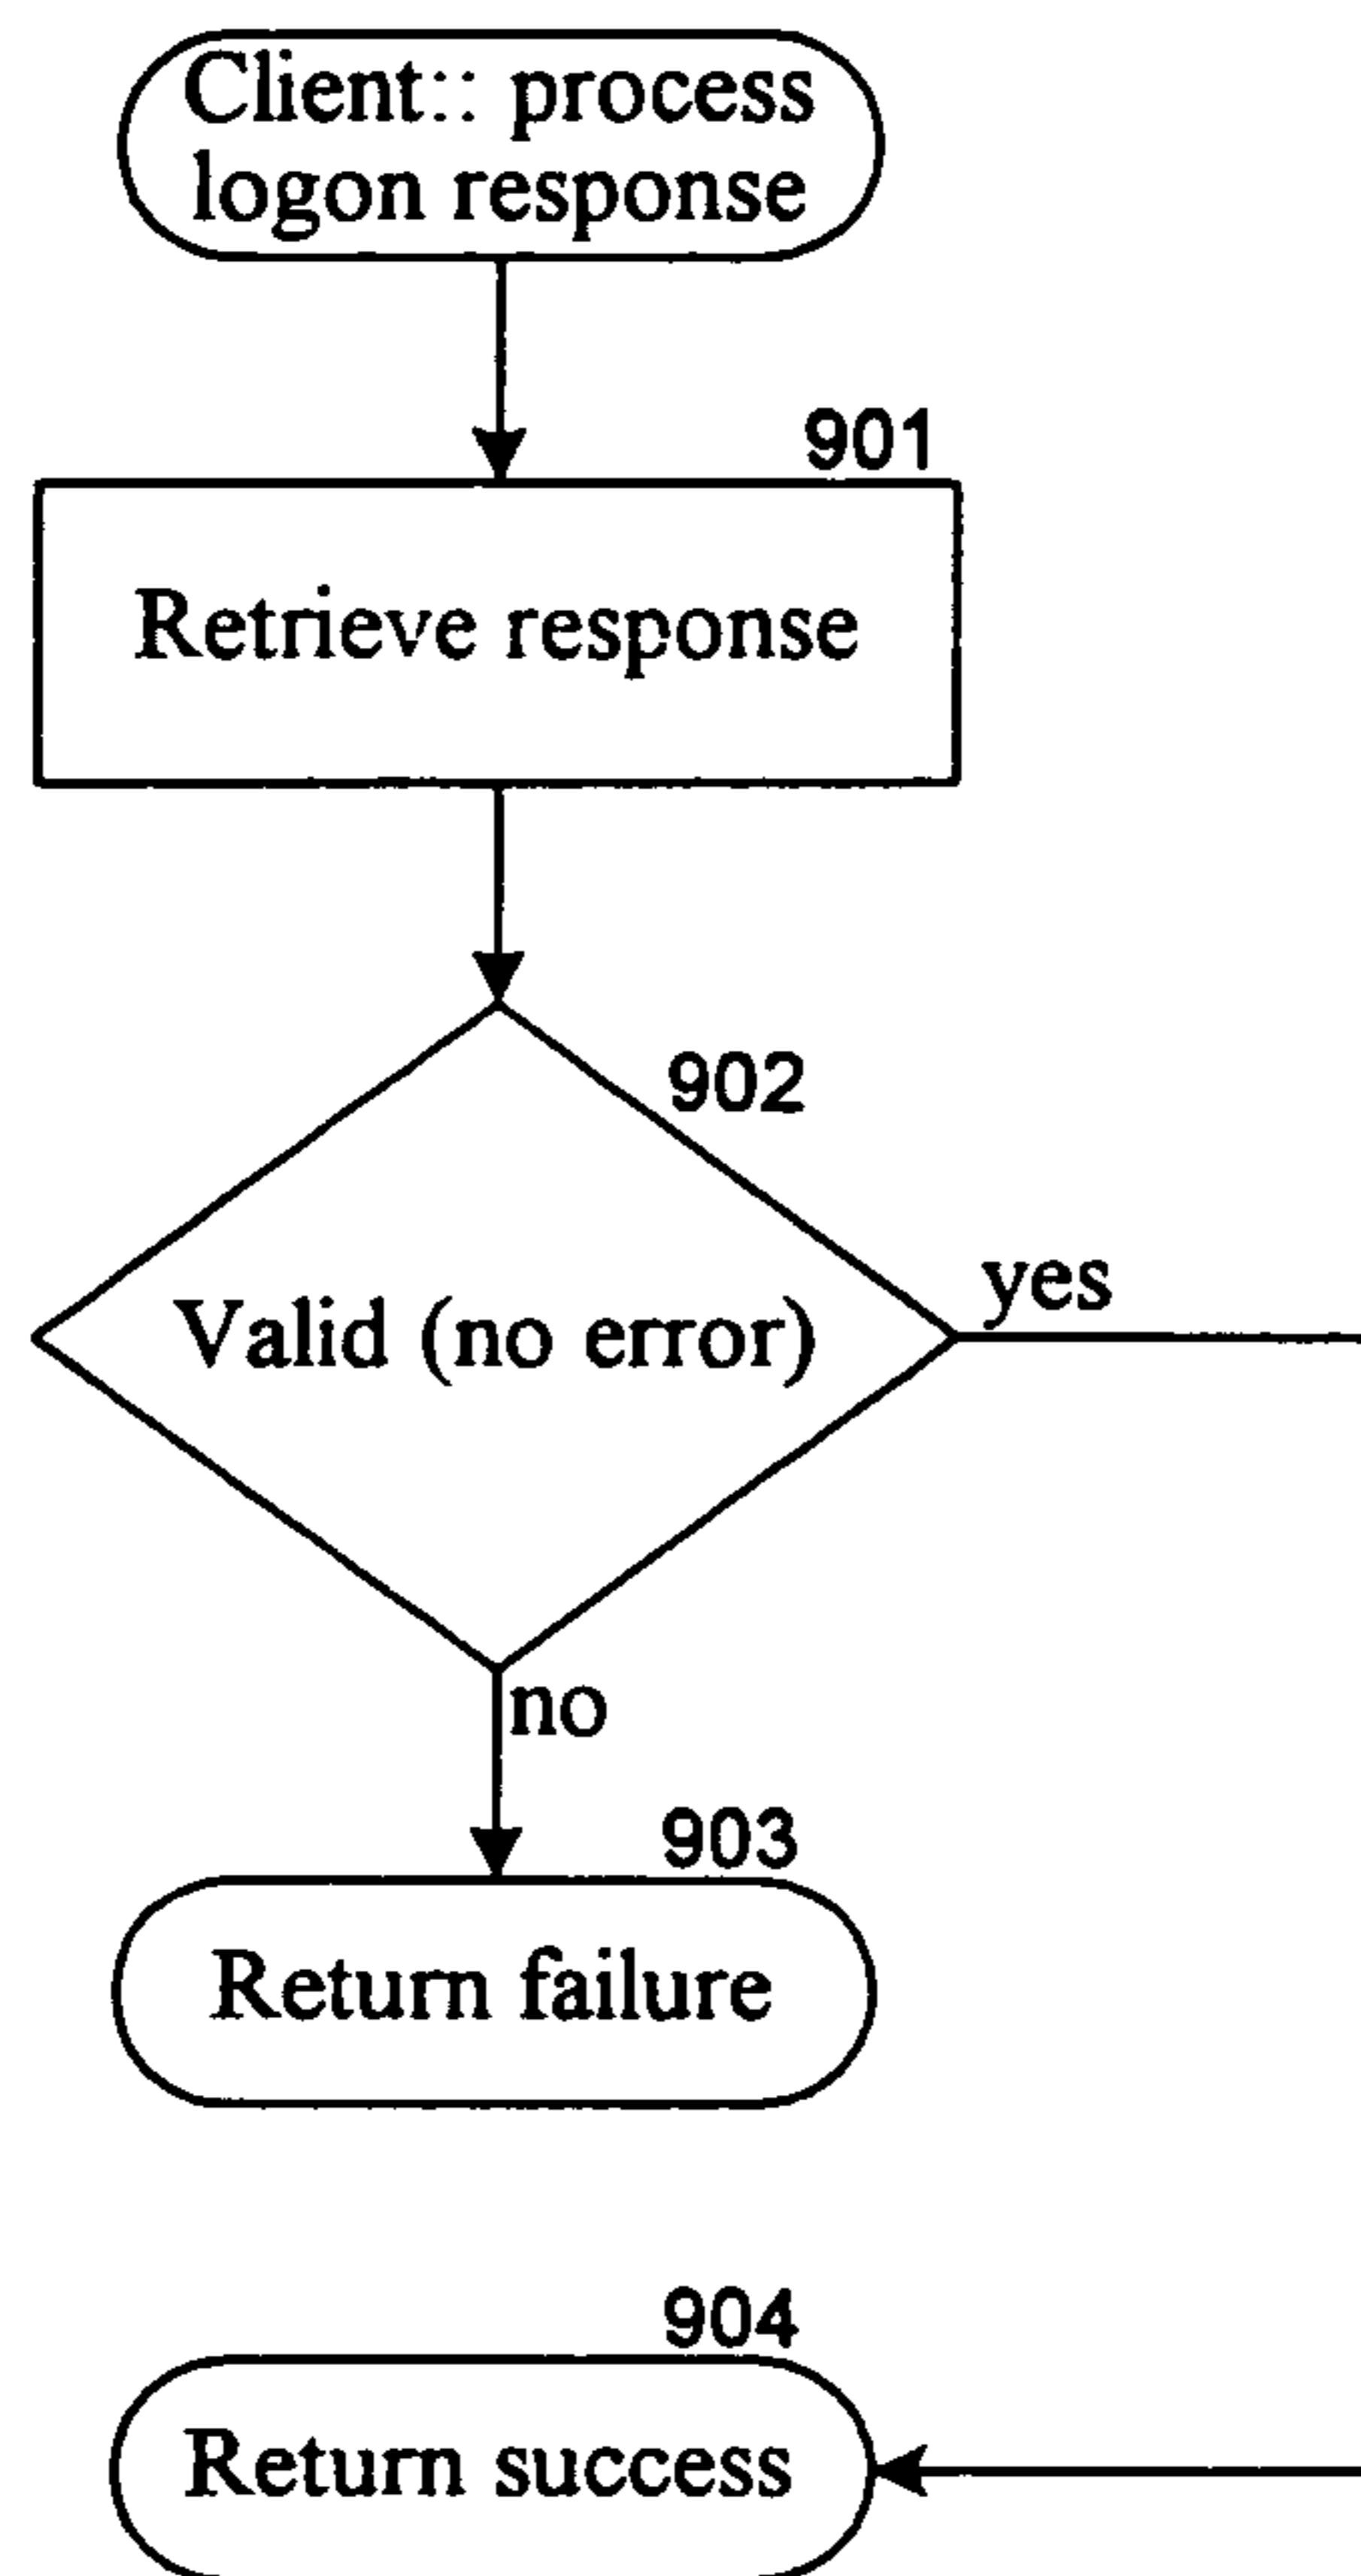 Client:: process
logon response
901
Retrieve response
902
Valid (no error)
yes
no
903
Return failure
904
Return success